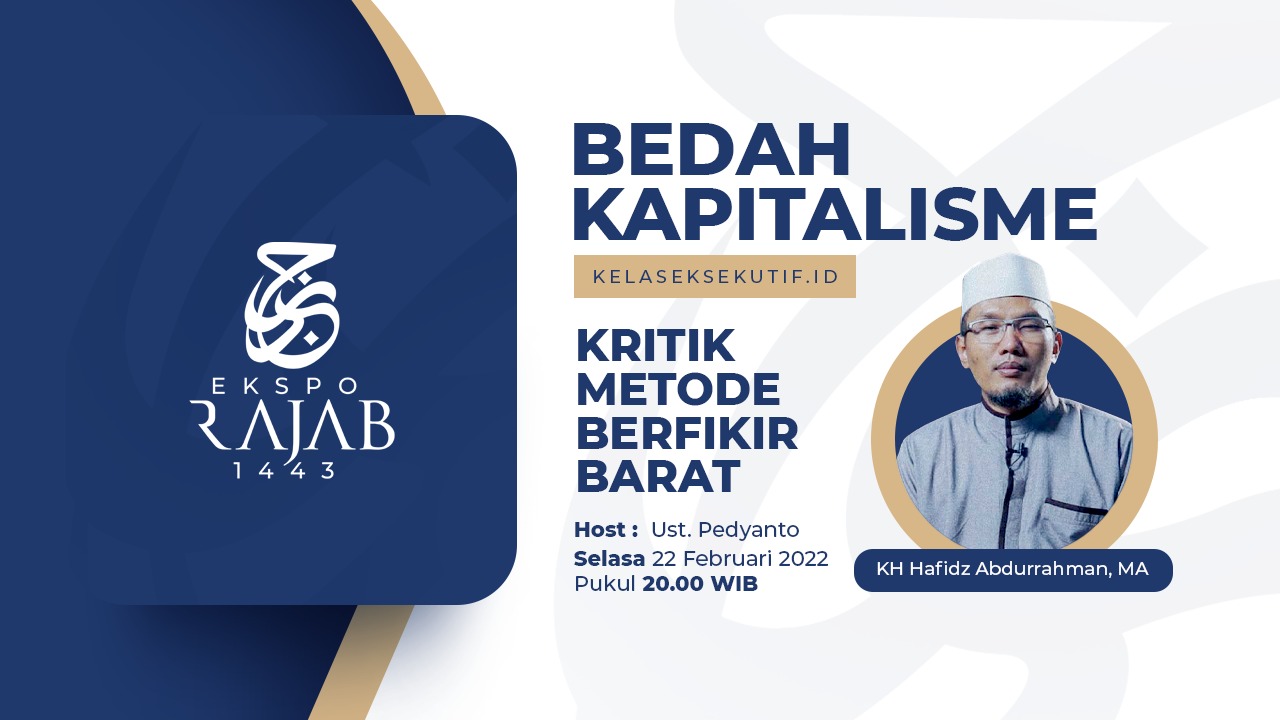 EKSPO
RAJAB
1443
BEDAH
KAPITALISME
KELASEKSEKUTIF.ID
KRITIK
METODE
BERFIKIR
BARAT
Host : Ust. Pedyanto
Selasa 22 Februari 2022
Pukul 20.00 WIB
KH Hafidz Abdurrahman, MA